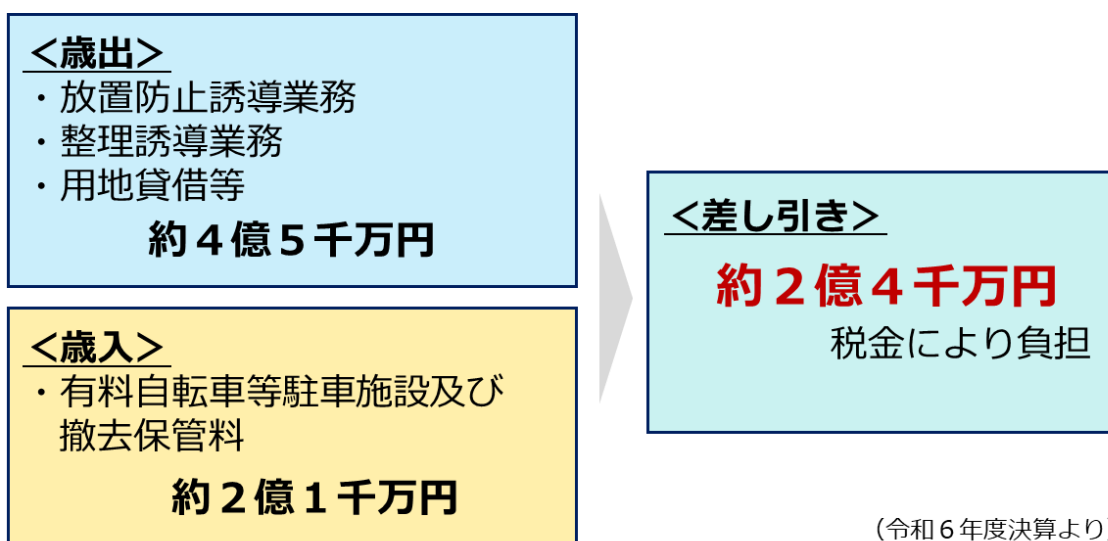 ＜歳出＞
・放置防止誘導業務
・整理誘導業務
・用地貸借等
約４億５千万円
＜歳入＞
・有料自転車等駐車施設及び
撤去保管料
約２億１千万円
＜差し引き＞
約２億４千万円
税金により負担
（令和６年度決算より）